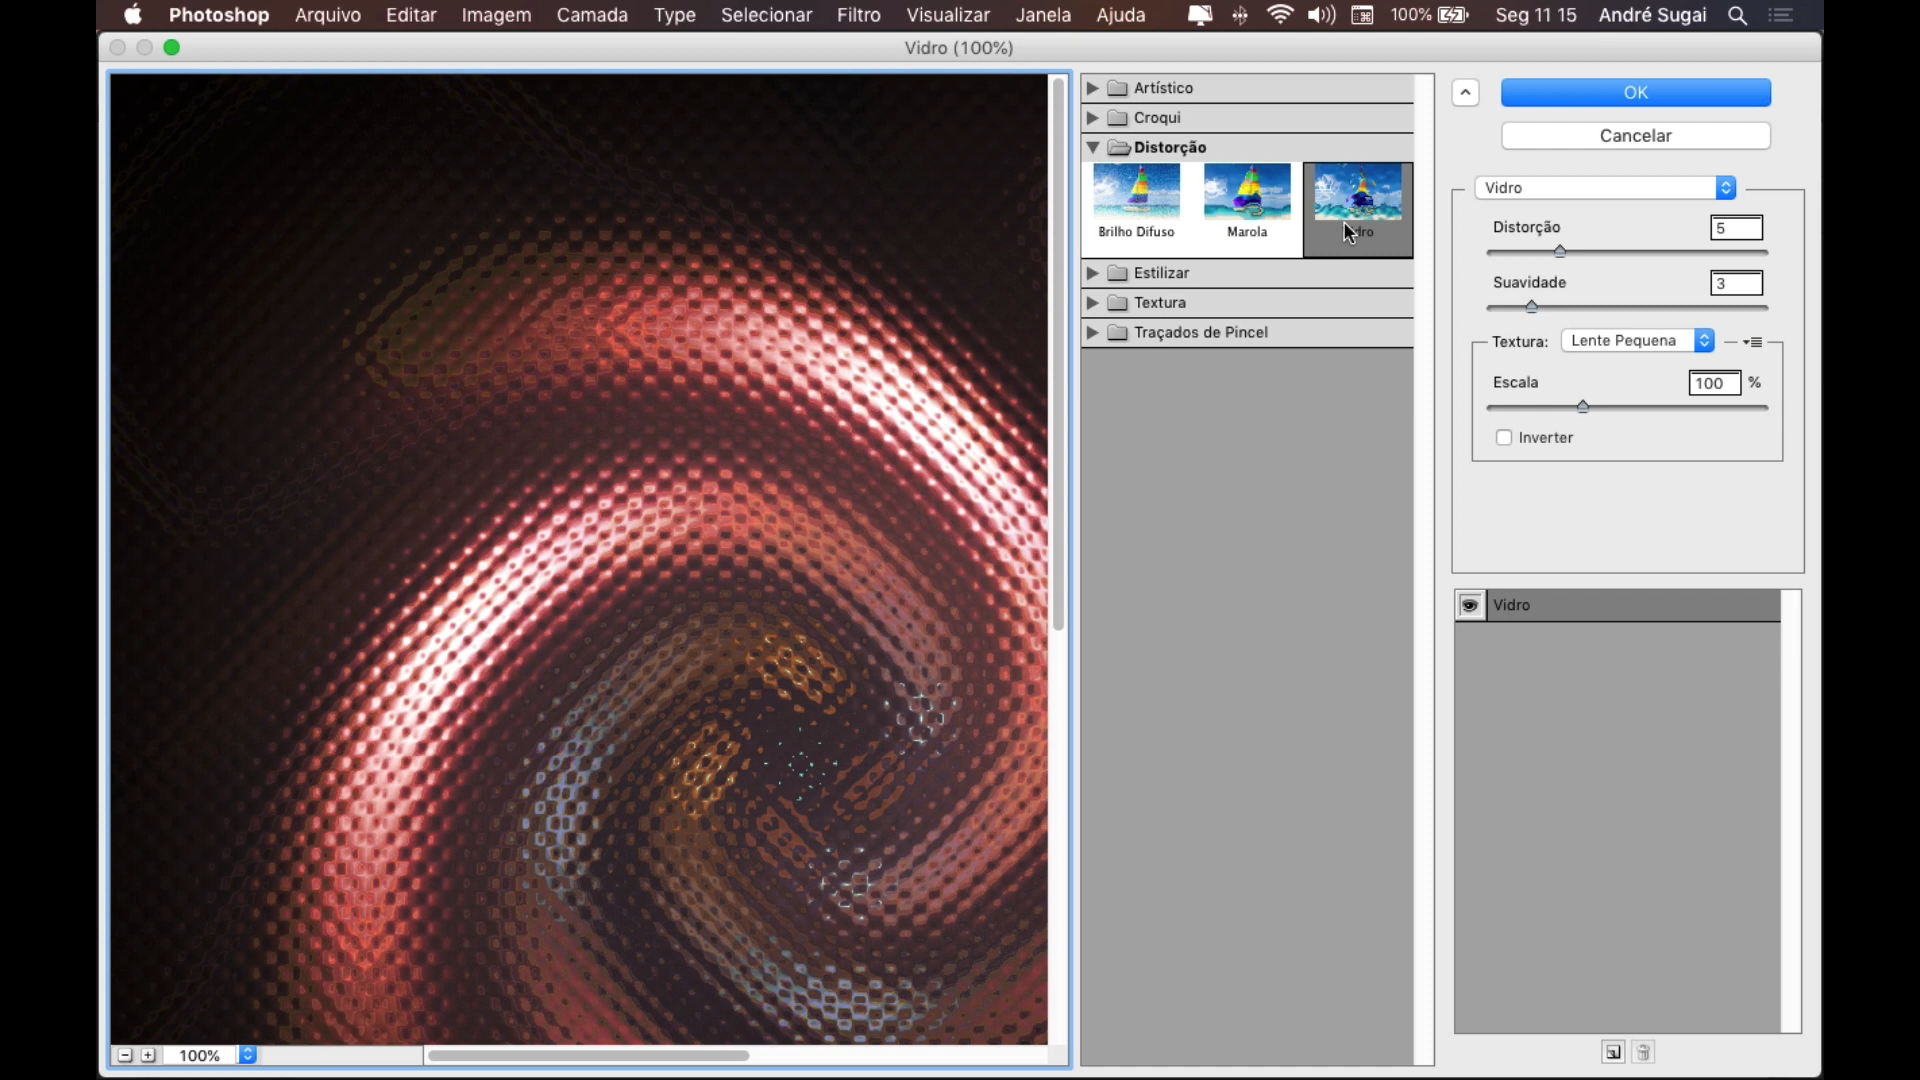 Photoshop Arquivo Editar Imagem Camada Type Selecionar Filtro Visualizar Janela Ajuda 100% Seg 11 15 André Sugai
Vidro (100%)
Artístico
Croqui
Distorção
Brilho Difuso Marola
Estilizar
Textura
Traçados de Pincel
OK
Cancelar
Vidro
Distorção 5
Suavidade 3
Textura: Lente Pequena
Escala 100 %
Inverter
Vidro
100%